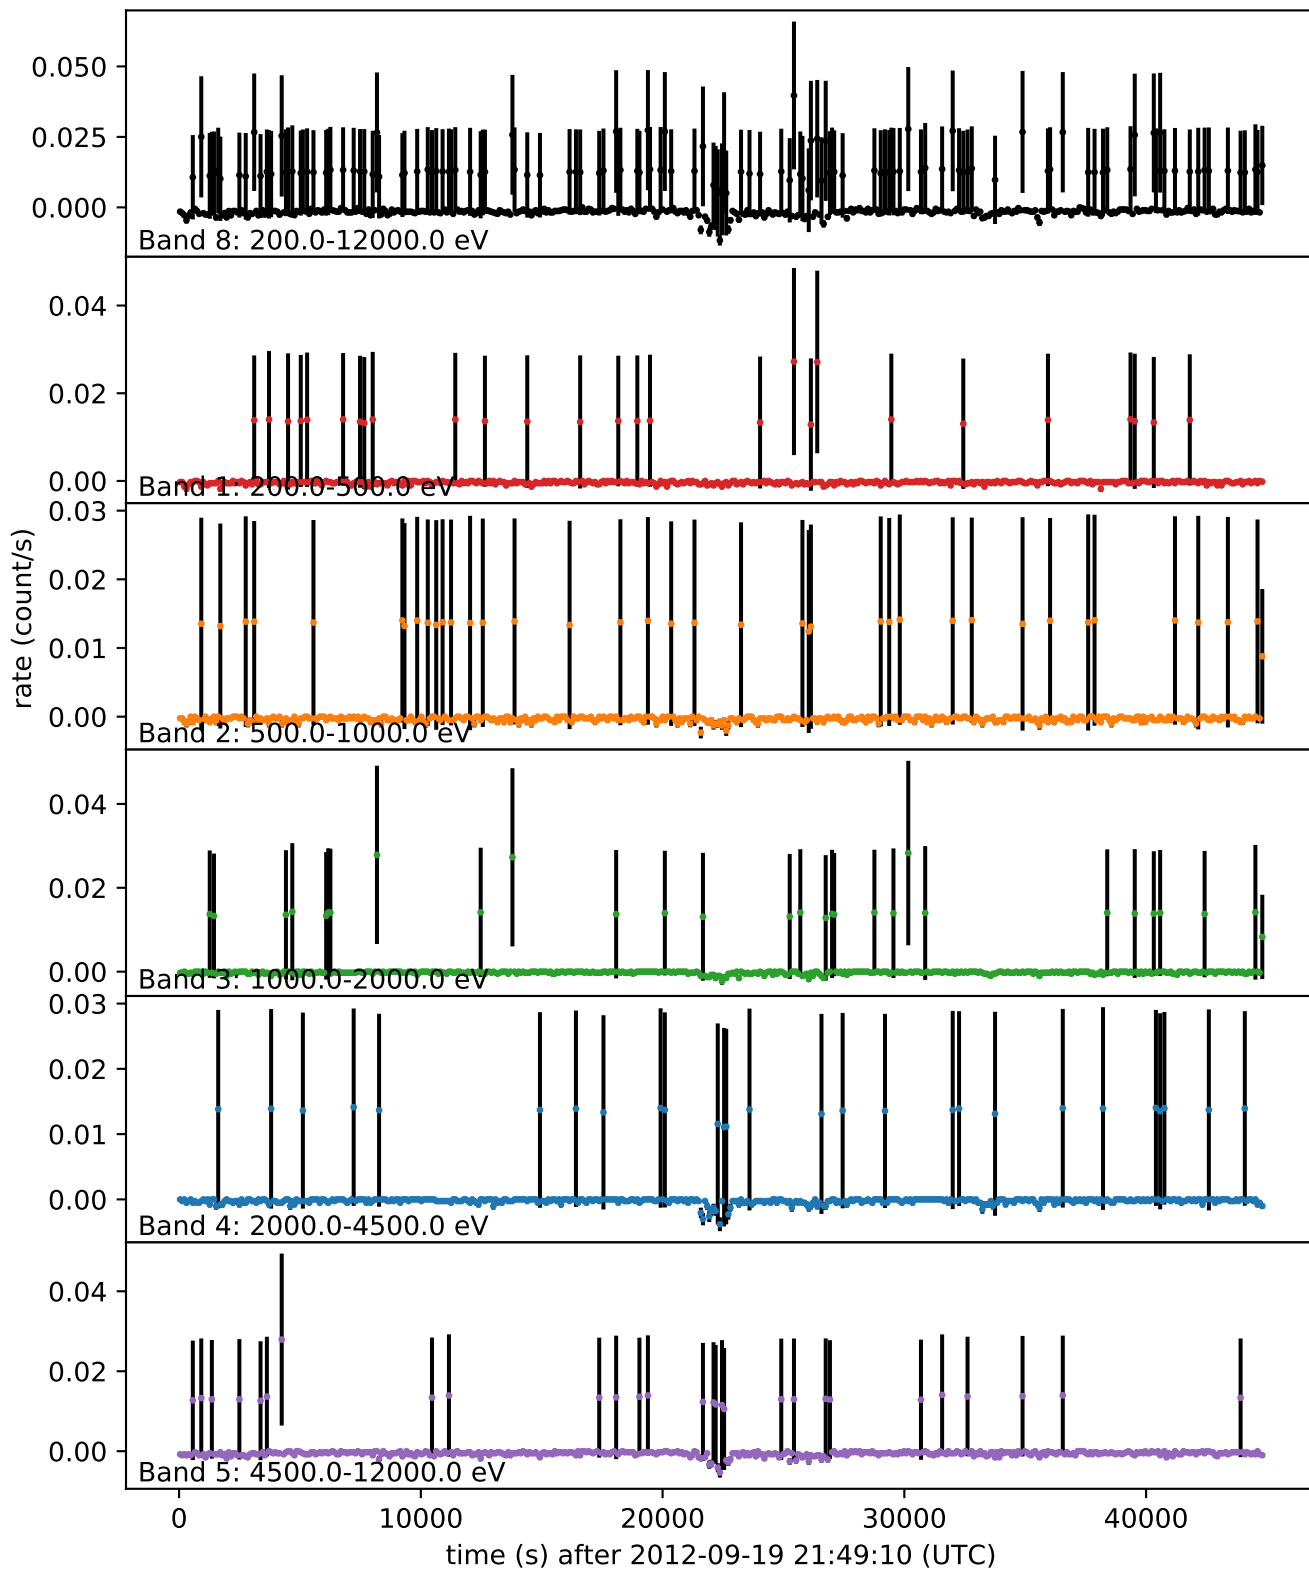 0.050
0.025
0.000
Band 8: 200.0-12000.0 eV
0.04
0.02
0.00
Band 1: 200.0-500.0 eV
0.03
0.02
0.01
0.00
Band 2: 500.0-1000.0 eV
rate (count/s)
0.04
0.02
0.00
Band 3: 1000.0-2000.0 eV
0.03
0.02
0.01
0.00
Band 4: 2000.0-4500.0 eV
0.04
0.02
0.00
Band 5: 4500.0-12000.0 eV
0 10000 20000 30000 40000
time (s) after 2012-09-19 21:49:10 (UTC)